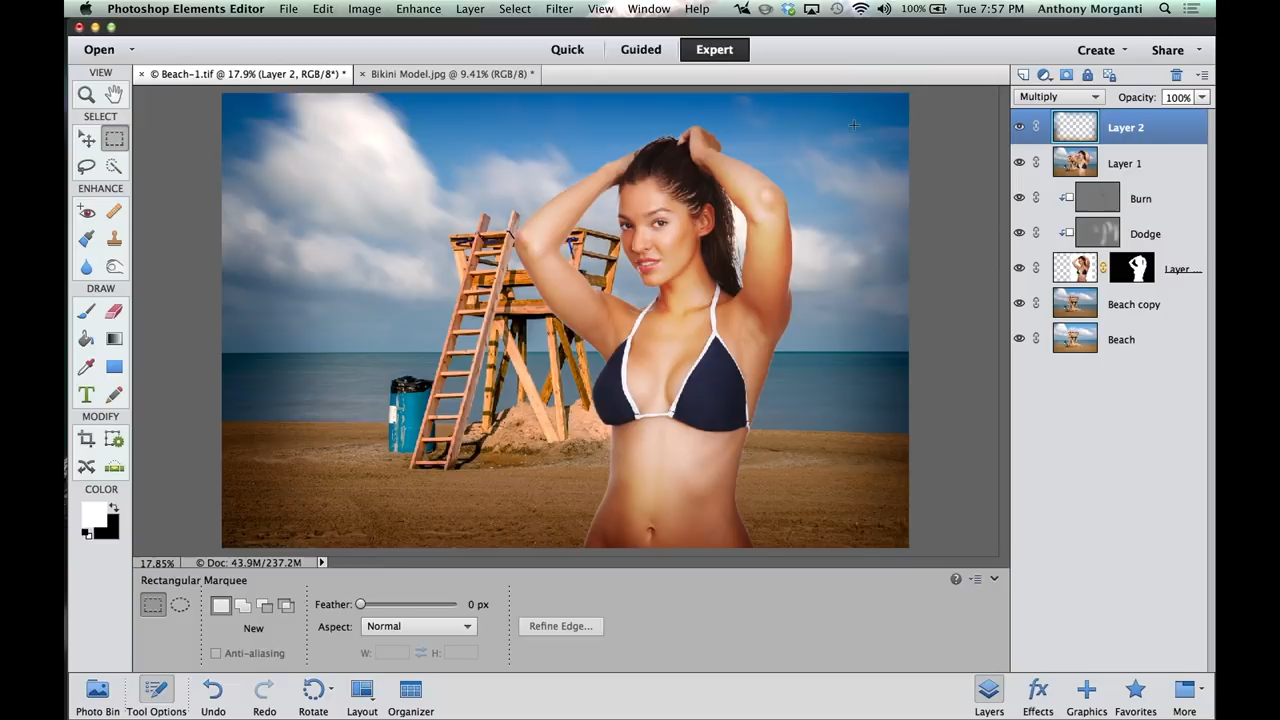 Photoshop Elements Editor File Edit Image Enhance Layer Select Filter View Window Help 100% Tue 7:57 PM Anthony Morganti
Open Quick Guided Expert Create Share
VIEW × © Beach-1.tif @ 17.9% (Layer 2, RGB/8*) * × Bikini Model.jpg @ 9.41% (RGB/8) *
Multiply Opacity: 100%
SELECT
Layer 2
Layer 1
ENHANCE
Burn
Dodge
Layer ...
DRAW
Beach copy
Beach
T
MODIFY
COLOR
17.85% © Doc: 43.9M/237.2M
Rectangular Marquee
Feather: 0 px
New Aspect: Normal Refine Edge...
Anti-aliasing W: H:
Photo Bin Tool Options Undo Redo Rotate Layout Organizer Layers Effects Graphics Favorites More